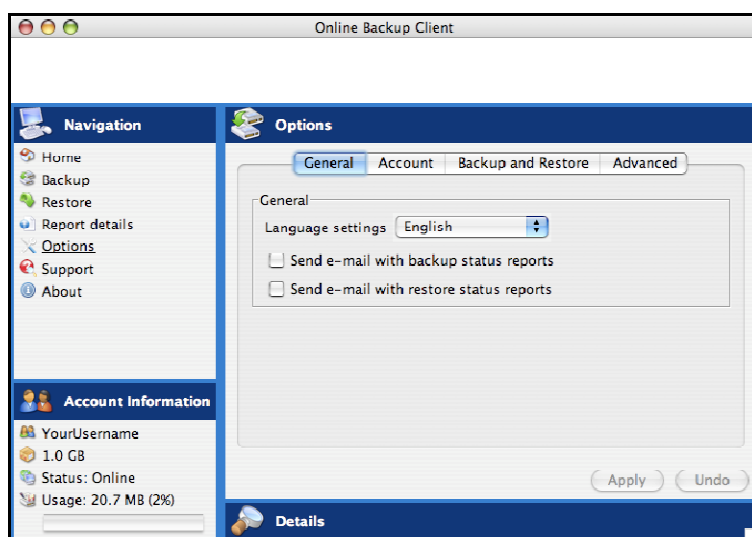 Online Backup Client
Navigation
Home
Backup
Restore
Report details
Options
Support
About
Account Information
YourUsername
1.0 GB
Status: Online
Usage: 20.7 MB (2%)
Options
General Account Backup and Restore Advanced
General
Language settings English
Send e-mail with backup status reports
Send e-mail with restore status reports
Apply Undo
Details